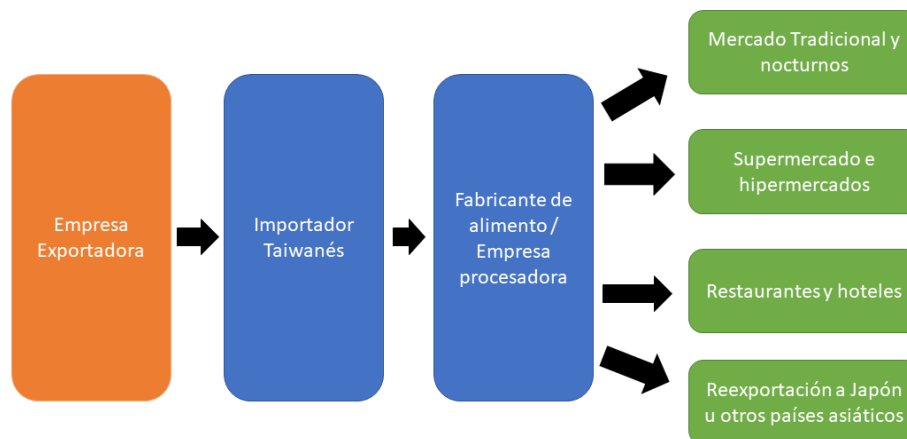 Empresa
Exportadora
Importador
Taiwanés
Fabricante de
alimento /
Empresa
procesadora
Mercado Tradicional y
nocturnos
Supermercado e
hipermercados
Restaurantes y hoteles
Reexportación a Japón
u otros países asiáticos